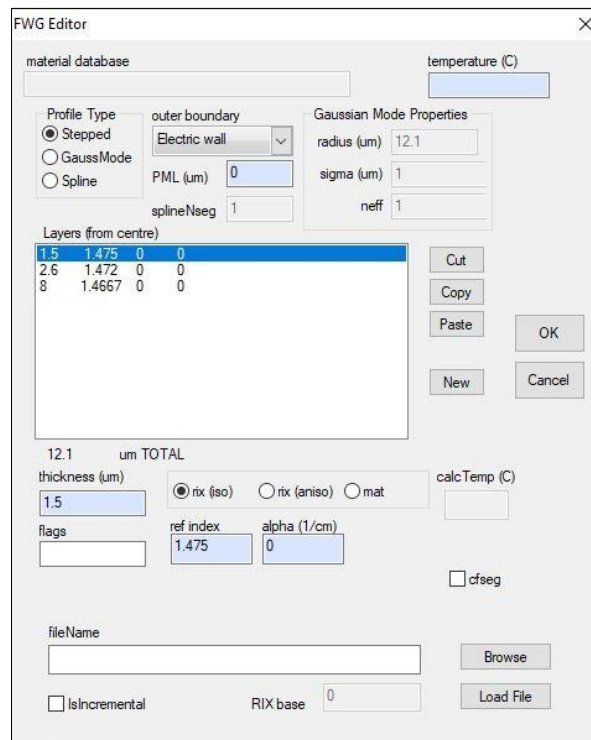 FWG Editor
material database
temperature (C)
Profile Type
Stepped
GaussMode
Spline
outer boundary
Electric wall
PML (um) 0
splineNseg 1
Gaussian Mode Properties
radius (um) 12.1
sigma (um) 1
neff 1
Layers (from centre)
1.5 1.475 0 0
2.6 1.472 0 0
8 1.4667 0 0
Cut
Copy
Paste
New
OK
Cancel
12.1 um TOTAL
thickness (um)
1.5
rix (iso) rix (aniso) mat
calcTemp (C)
flags
ref index
1.475
alpha (1/cm)
0
cfseg
fileName
Browse
IsIncremental
RIX base 0
Load File